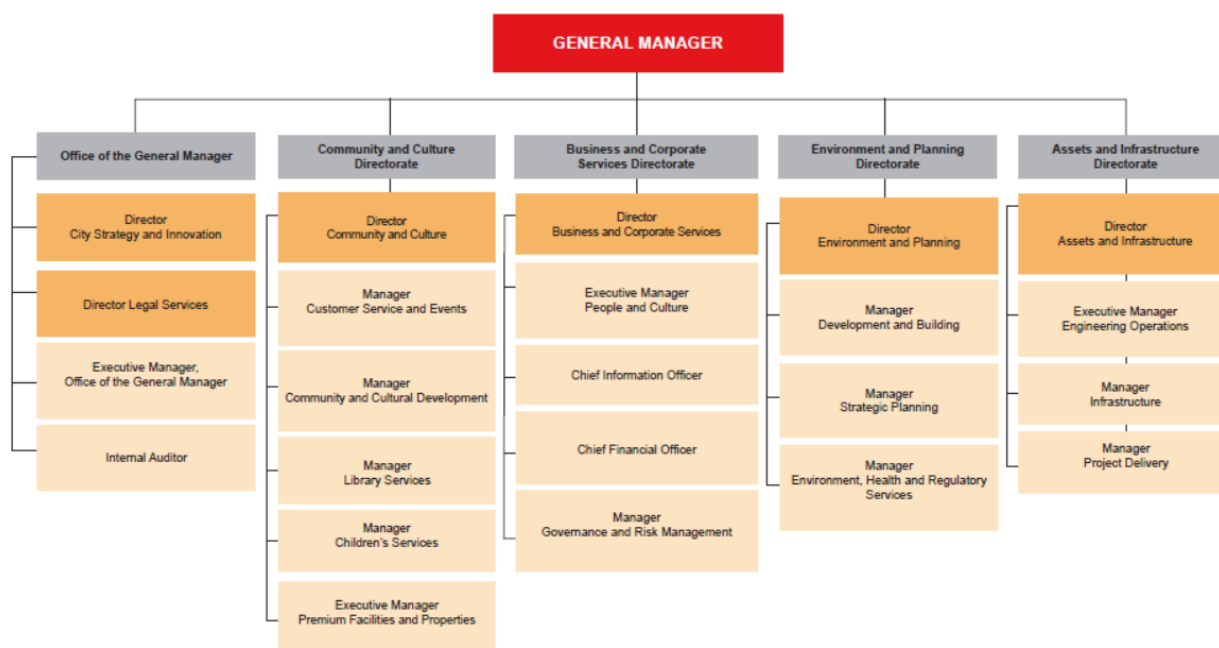 GENERAL MANAGER
Office of the General Manager
Director
City Strategy and Innovation
Director Legal Services
Executive Manager,
Office of the General Manager
Internal Auditor
Community and Culture
Directorate
Director
Community and Culture
Manager
Customer Service and Events
Manager
Community and Cultural Development
Manager
Library Services
Manager
Children's Services
Executive Manager
Premium Facilities and Properties
Business and Corporate
Services Directorate
Director
Business and Corporate Services
Executive Manager
People and Culture
Chief Information Officer
Chief Financial Officer
Manager
Governance and Risk Management
Environment and Planning
Directorate
Director
Environment and Planning
Manager
Development and Building
Manager
Strategic Planning
Manager
Environment, Health and Regulatory
Services
Assets and Infrastructure
Directorate
Director
Assets and Infrastructure
Executive Manager
Engineering Operations
Manager
Infrastructure
Manager
Project Delivery